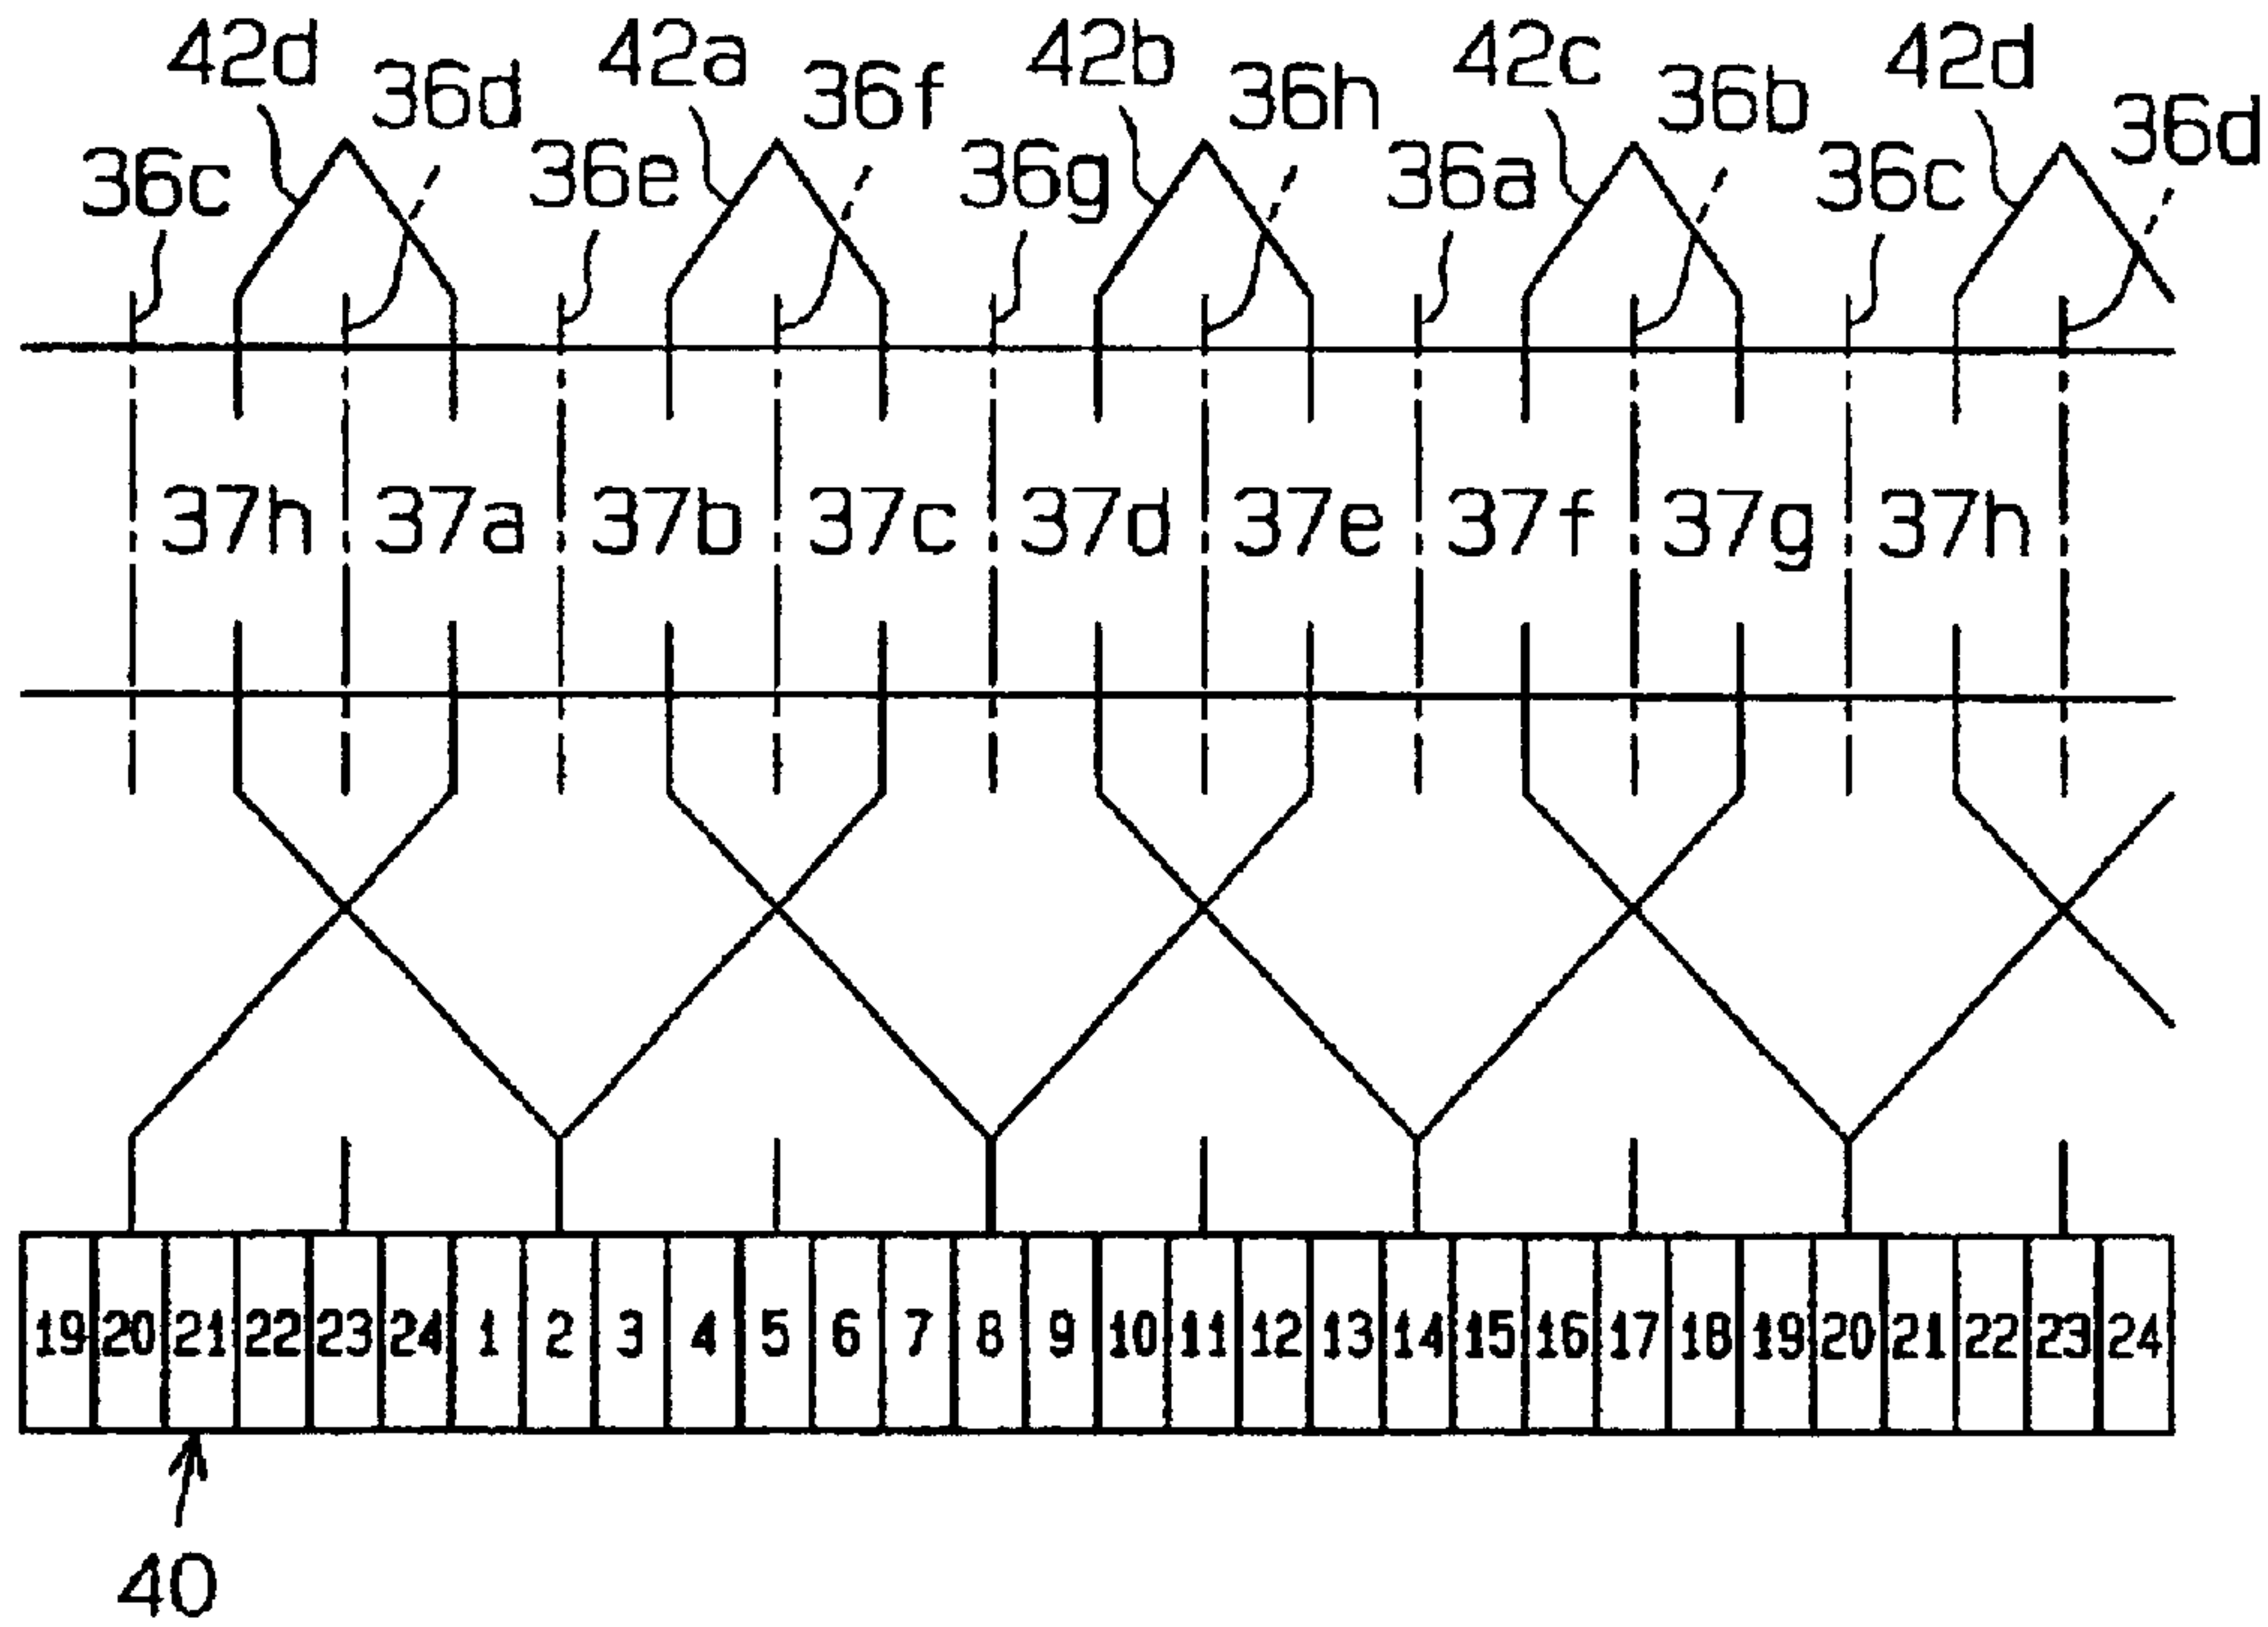 42d 42a 42b 42c 42d
36d 36f 36h 36b 36d
36c 36e 36g 36a 36c
37h 37a 37b 37c 37d 37e 37f 37g 37h
19 20 21 22 23 24 1 2 3 4 5 6 7 8 9 10 11 12 13 14 15 16 17 18 19 20 21 22 23 24
40